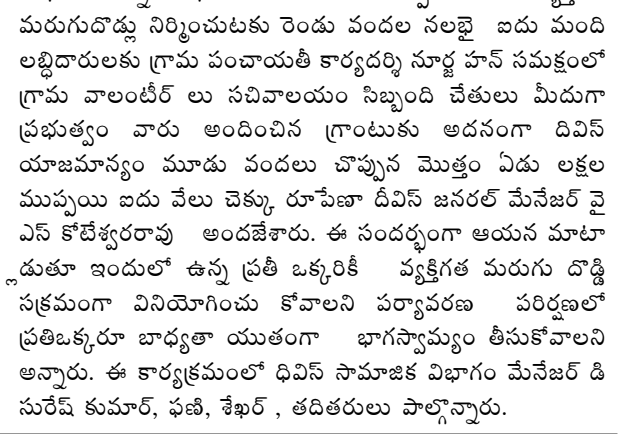 మరుగుదొడ్లు నిర్మించుటకు రెండు వందల నలభై ఐదు మంది
లబ్ధిదారులకు గ్రామ పంచాయతీ కార్యదర్శి నూర్జ హన్ సమక్షంలో
గ్రామ వాలంటీర్ లు సచివాలయం సిబ్బంది చేతులు మీదుగా
ప్రభుత్వం వారు అందించిన గ్రాంటుకు అదనంగా దివిస్
యాజమాన్యం మూడు వందలు చొప్పున మొత్తం ఏడు లక్షల
ముప్పయి ఐదు వేలు చెక్కు రూపేణా దీవిస్ జనరల్ మేనేజర్ వై
ఎస్ కోటేశ్వరరావు అందజేశారు. ఈ సందర్భంగా ఆయన మాటా
్లడుతూ ఇందులో ఉన్న ప్రతీ ఒక్కరికీ వ్యక్తిగత మరుగు దొడ్డి
సక్రమంగా వినియోగించు కోవాలని పర్యావరణ పరిర్షణలో
ప్రతిఒక్కరూ బాధ్యతా యుతంగా భాగస్వామ్యం తీసుకోవాలని
అన్నారు. ఈ కార్యక్రమంలో ధివిస్ సామాజిక విభాగం మేనేజర్ డి
సురేష్ కుమార్, ఫణి, శేఖర్ , తదితరులు పాల్గొన్నారు.